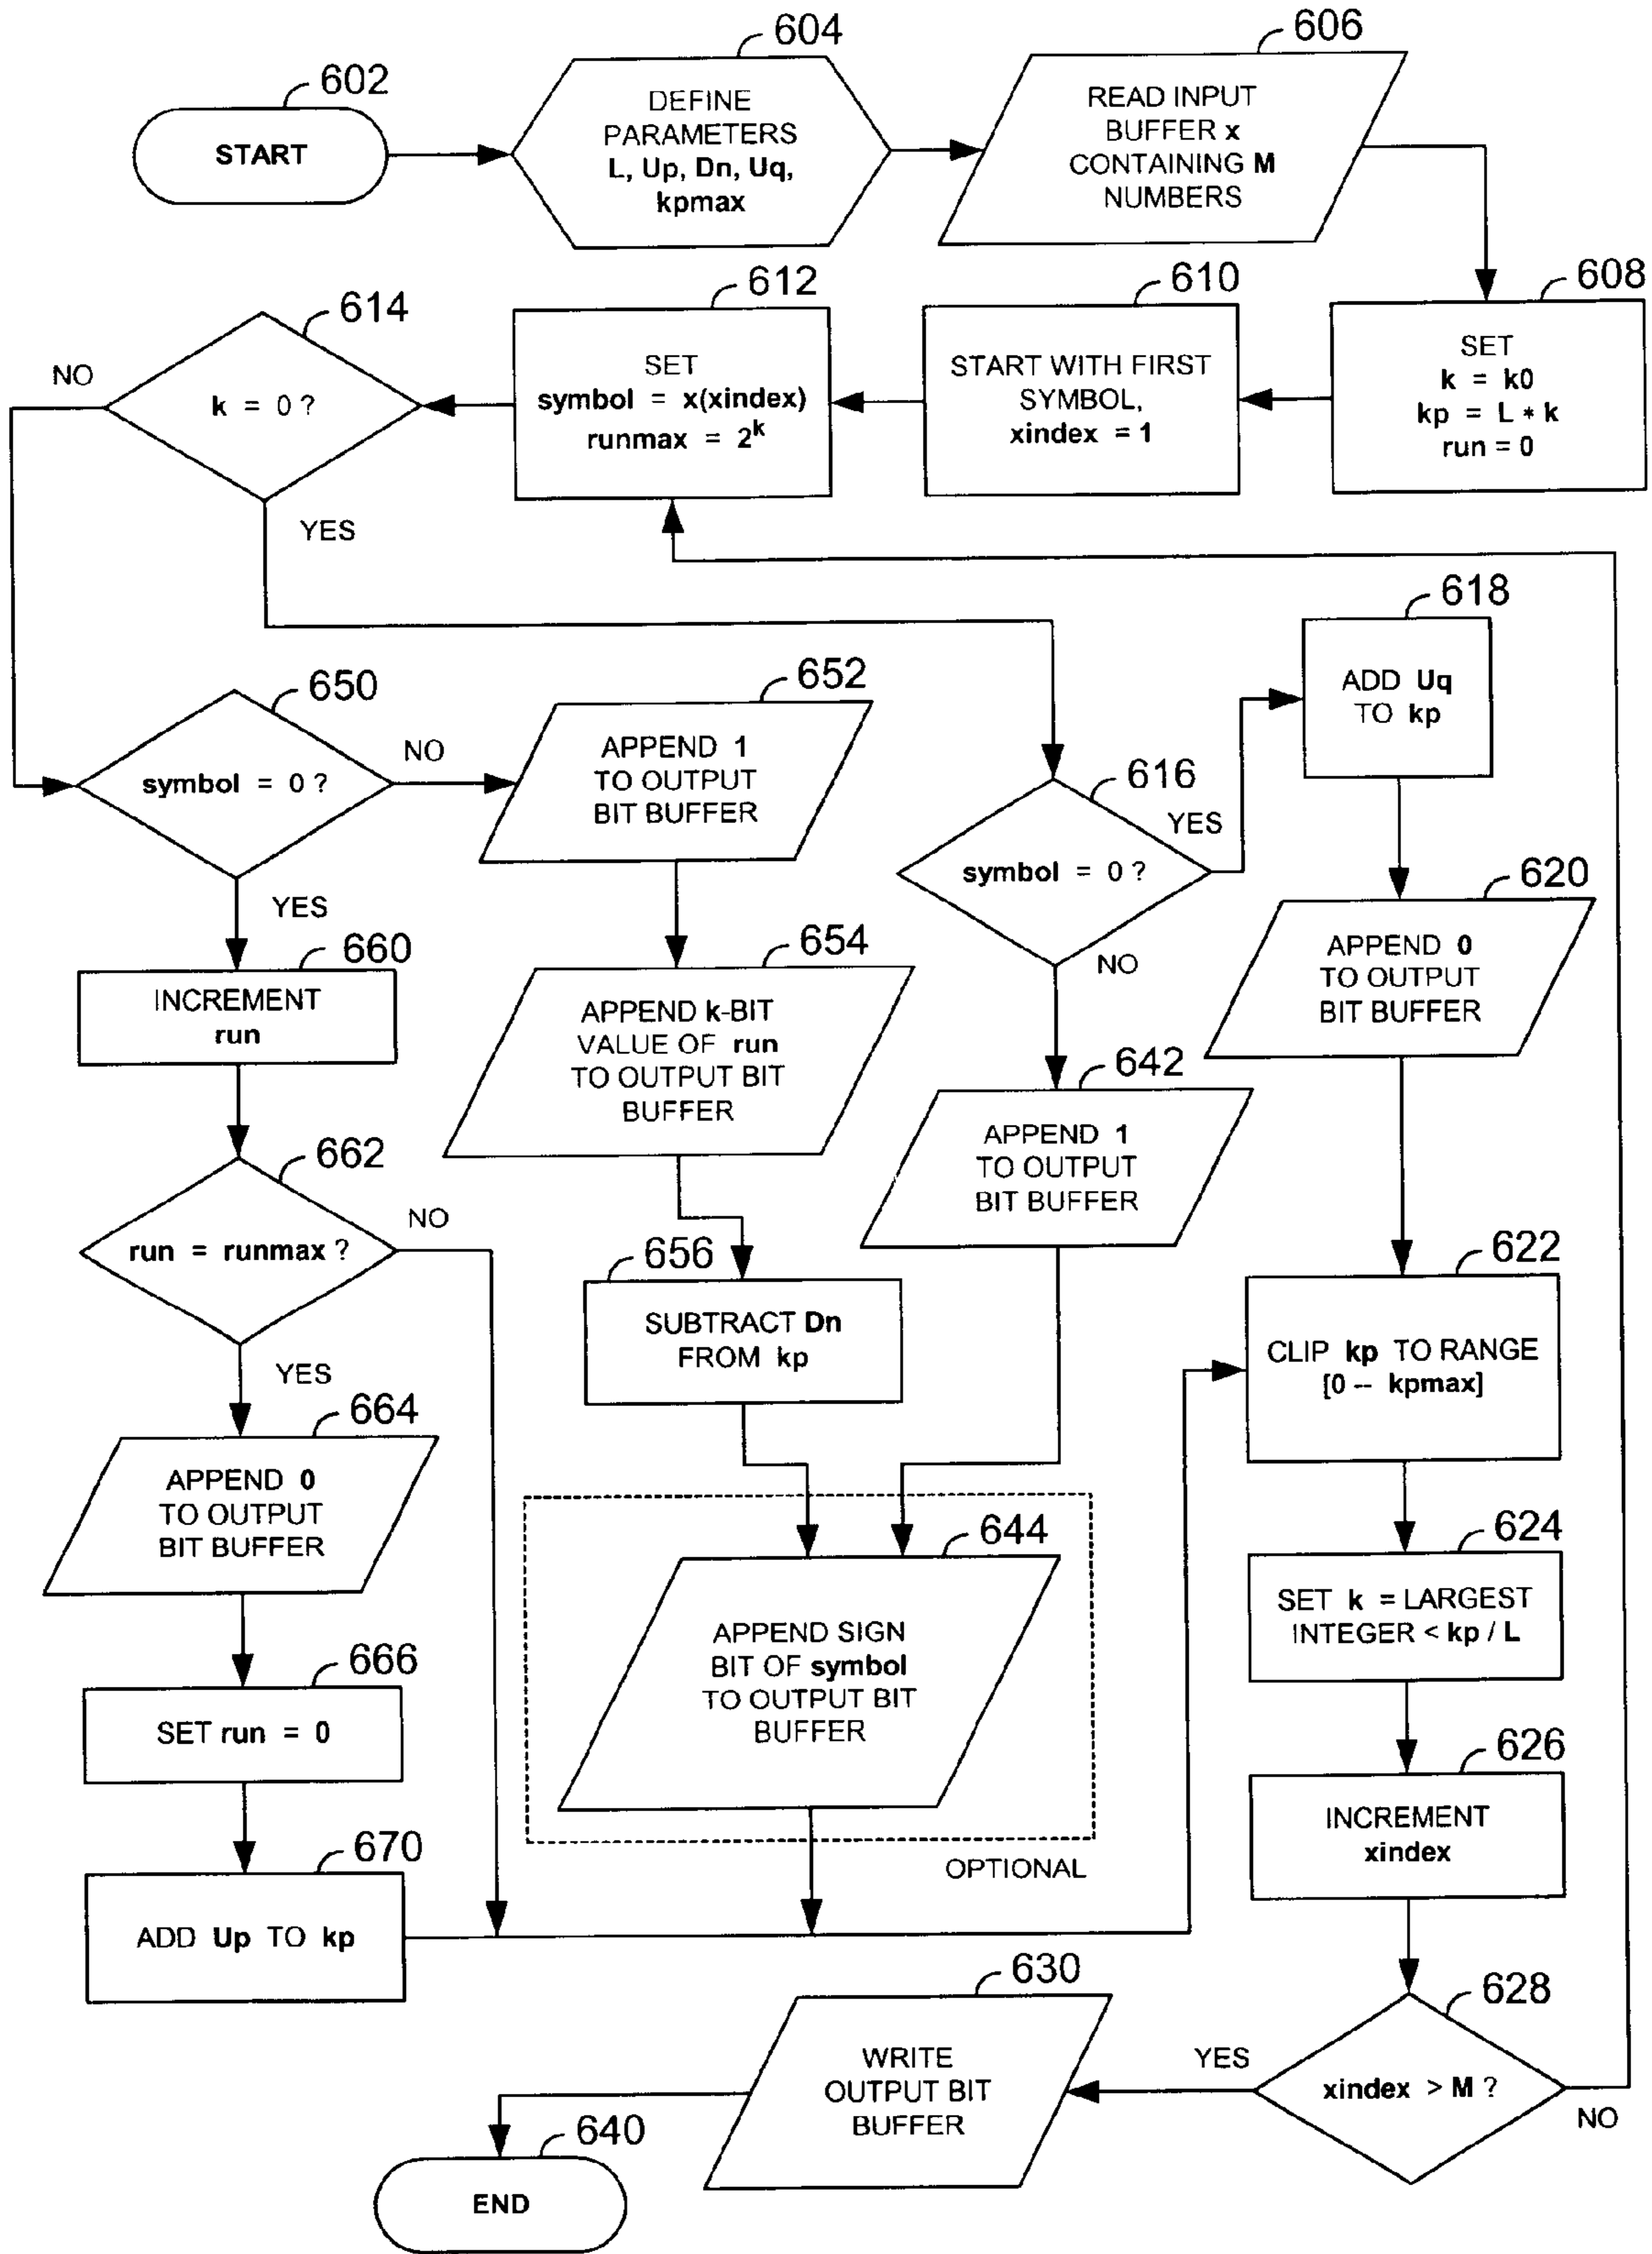 602
START
604
DEFINE
PARAMETERS
L, Up, Dn, Uq,
kpmax
606
READ INPUT
BUFFER x
CONTAINING M
NUMBERS
608
SET
k = k0
kp = L * k
run = 0
610
START WITH FIRST
SYMBOL,
xindex = 1
612
SET
symbol = x(xindex)
runmax = 2^k
614
k = 0 ?
NO
YES
616
symbol = 0 ?
YES
NO
618
ADD Uq
TO kp
620
APPEND 0
TO OUTPUT
BIT BUFFER
622
CLIP kp TO RANGE
[0 -- kpmax]
624
SET k = LARGEST
INTEGER < kp / L
626
INCREMENT
xindex
628
xindex > M ?
YES
NO
630
WRITE
OUTPUT BIT
BUFFER
640
END
642
APPEND 1
TO OUTPUT
BIT BUFFER
644
APPEND SIGN
BIT OF symbol
TO OUTPUT BIT
BUFFER
OPTIONAL
650
symbol = 0 ?
NO
YES
652
APPEND 1
TO OUTPUT
BIT BUFFER
654
APPEND k-BIT
VALUE OF run
TO OUTPUT BIT
BUFFER
656
SUBTRACT Dn
FROM kp
660
INCREMENT
run
662
run = runmax ?
NO
YES
664
APPEND 0
TO OUTPUT
BIT BUFFER
666
SET run = 0
670
ADD Up TO kp